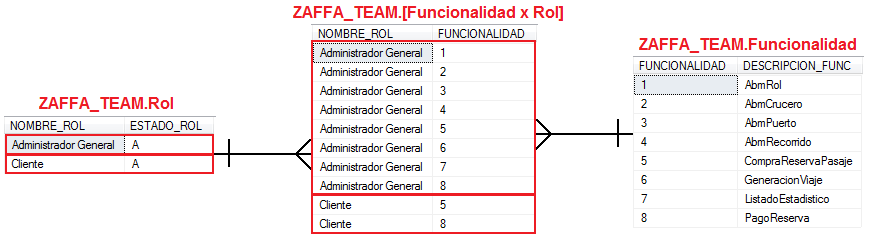 ZAFFA_TEAM.[Funcionalidad x Rol]
NOMBRE_ROL FUNCIONALIDAD
Administrador General 1
Administrador General 2
Administrador General 3
Administrador General 4
Administrador General 5
Administrador General 6
Administrador General 7
Administrador General 8
Cliente 5
Cliente 8
ZAFFA_TEAM.Rol
NOMBRE_ROL ESTADO_ROL
Administrador General A
Cliente A
ZAFFA_TEAM.Funcionalidad
FUNCIONALIDAD DESCRIPCION_FUNC
1 AbmRol
2 AbmCrucero
3 AbmPuerto
4 AbmRecorrido
5 CompraReservaPasaje
6 GeneracionViaje
7 ListadoEstadistico
8 PagoReserva